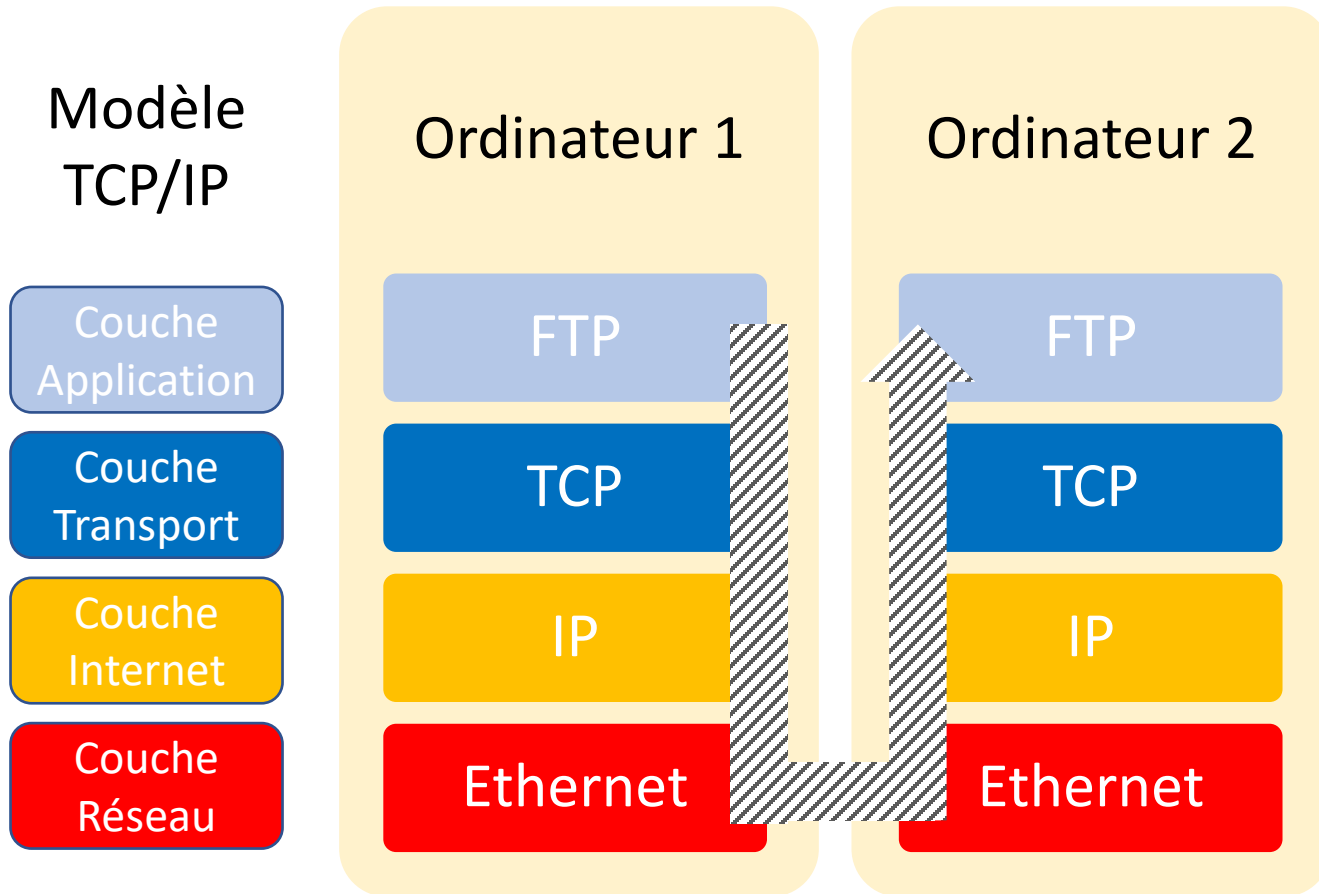 Modèle
TCP/IP
Ordinateur 1
Ordinateur 2
Couche
Application
FTP
FTP
Couche
Transport
TCP
TCP
Couche
Internet
IP
IP
Couche
Réseau
Ethernet
Ethernet